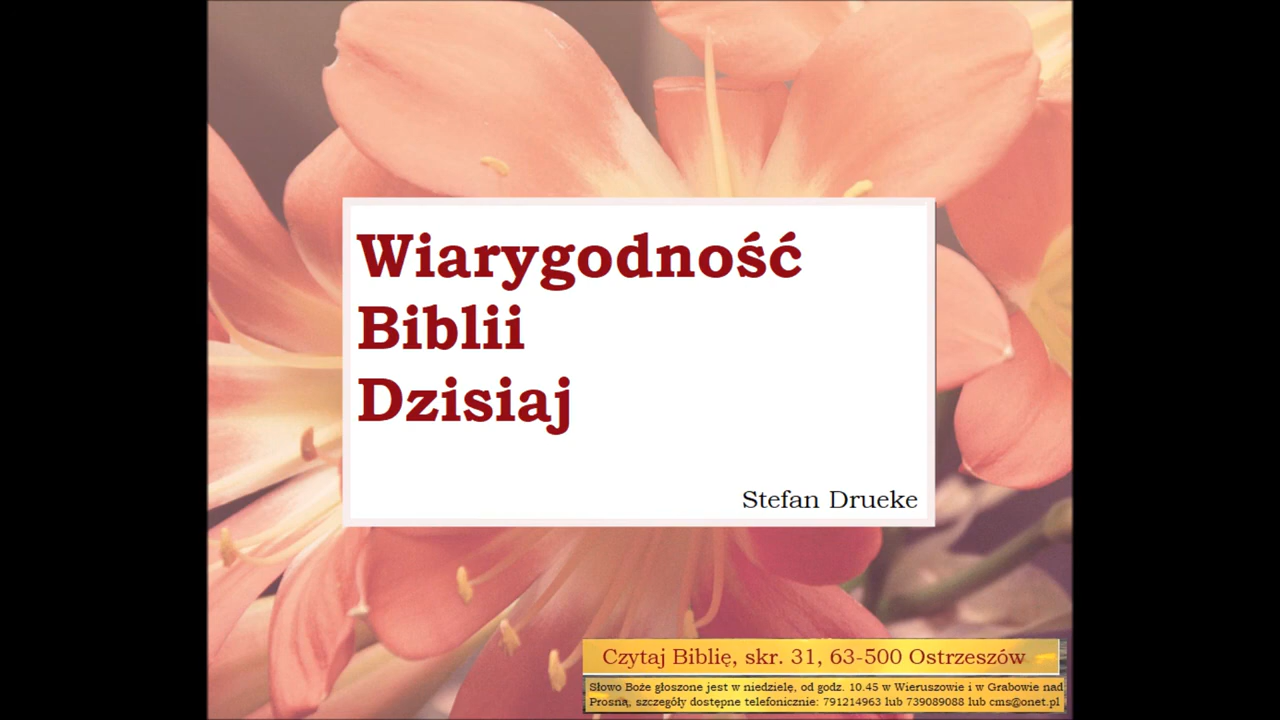 Wiarygodność
Biblii
Dzisiaj
Stefan Drueke
Czytaj Biblię, skr. 31, 63-500 Ostrzeszów
Słowo Boże głoszone jest w niedzielę, od godz. 10.45 w Wieruszowie i w Grabowie nad
Prosną, szczegóły dostępne telefonicznie: 791214963 lub 739089088 lub cms@onet.pl